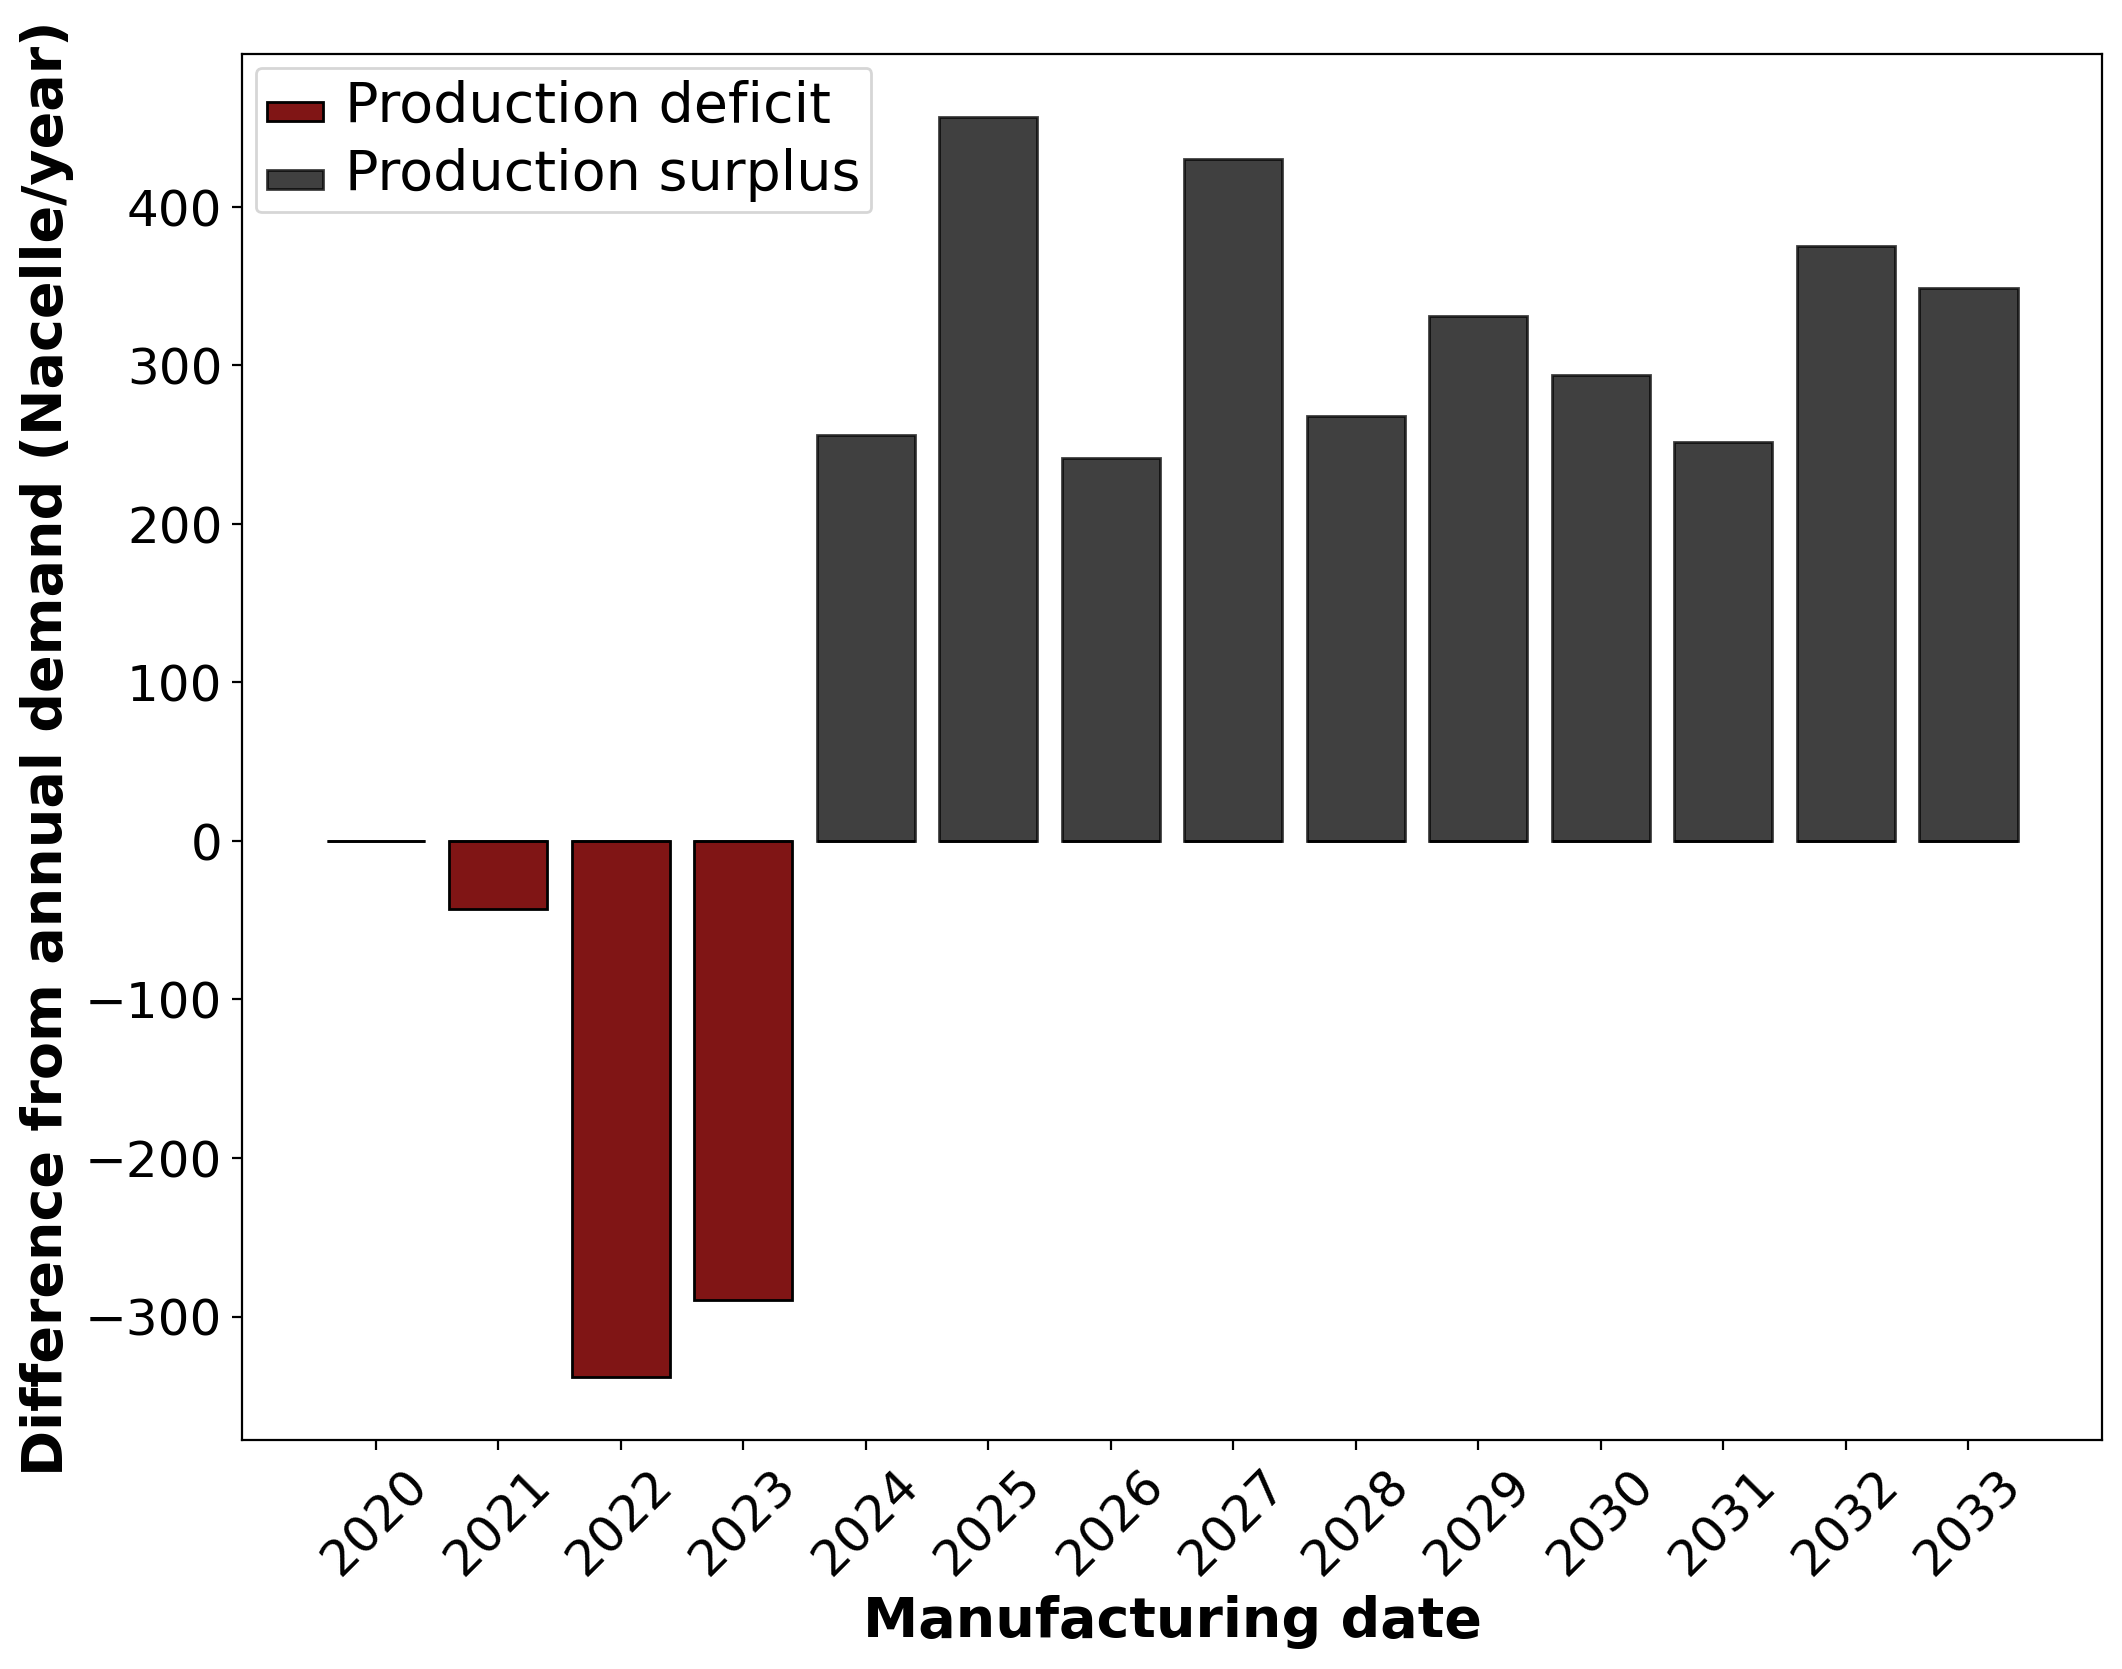 Production deficit
Production surplus
Difference from annual demand (Nacelle/year)
400
300
200
100
0
−100
−200
−300
2020 2021 2022 2023 2024 2025 2026 2027 2028 2029 2030 2031 2032 2033
Manufacturing date